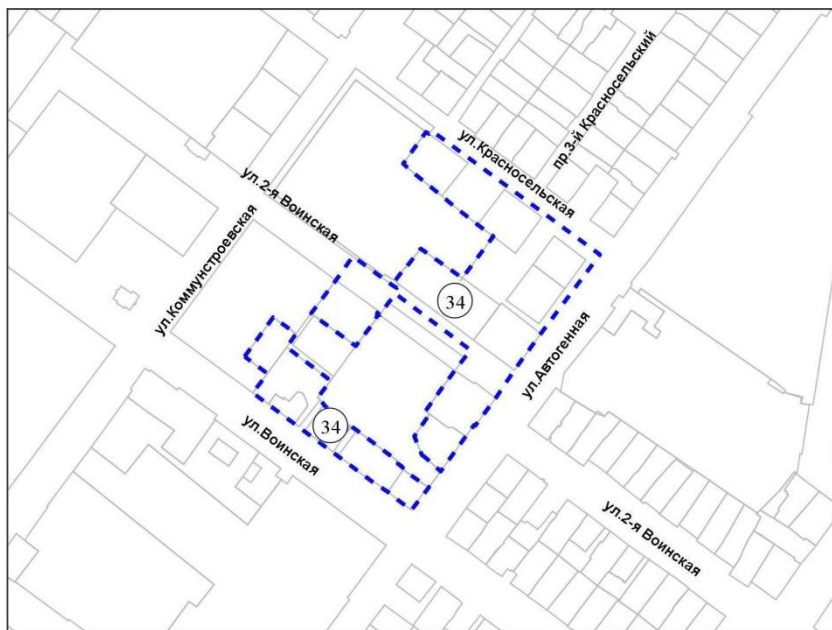 пр.3-й Красносельский
ул.Красносельская
ул.2-я Воинская
ул.Коммунстроевская
34
ул.Автогенная
34
ул.Воинская
ул.2-я Воинская